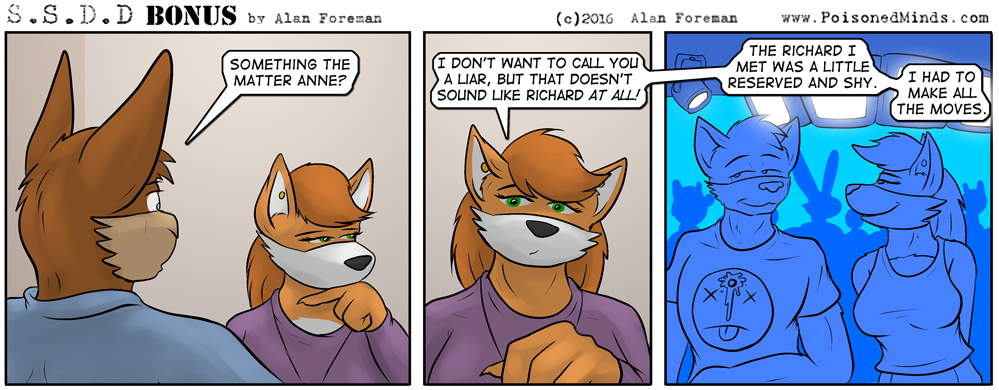 S.S.D.D BONUS by Alan Foreman (c)2016 Alan Foreman www.PoisonedMinds.com
SOMETHING THE
MATTER ANNE?
I DON'T WANT TO CALL YOU
A LIAR, BUT THAT DOESN'T
SOUND LIKE RICHARD AT ALL!
THE RICHARD I
MET WAS A LITTLE
RESERVED AND SHY.
I HAD TO
MAKE ALL
THE MOVES.